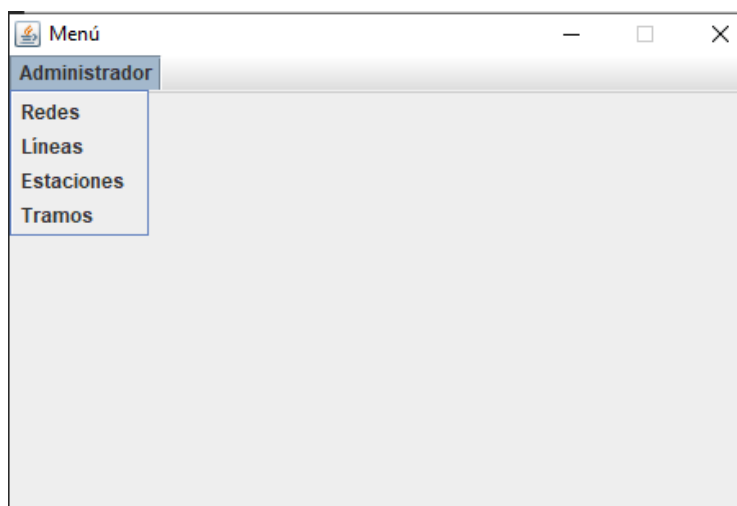 Menú
Administrador
Redes
Líneas
Estaciones
Tramos